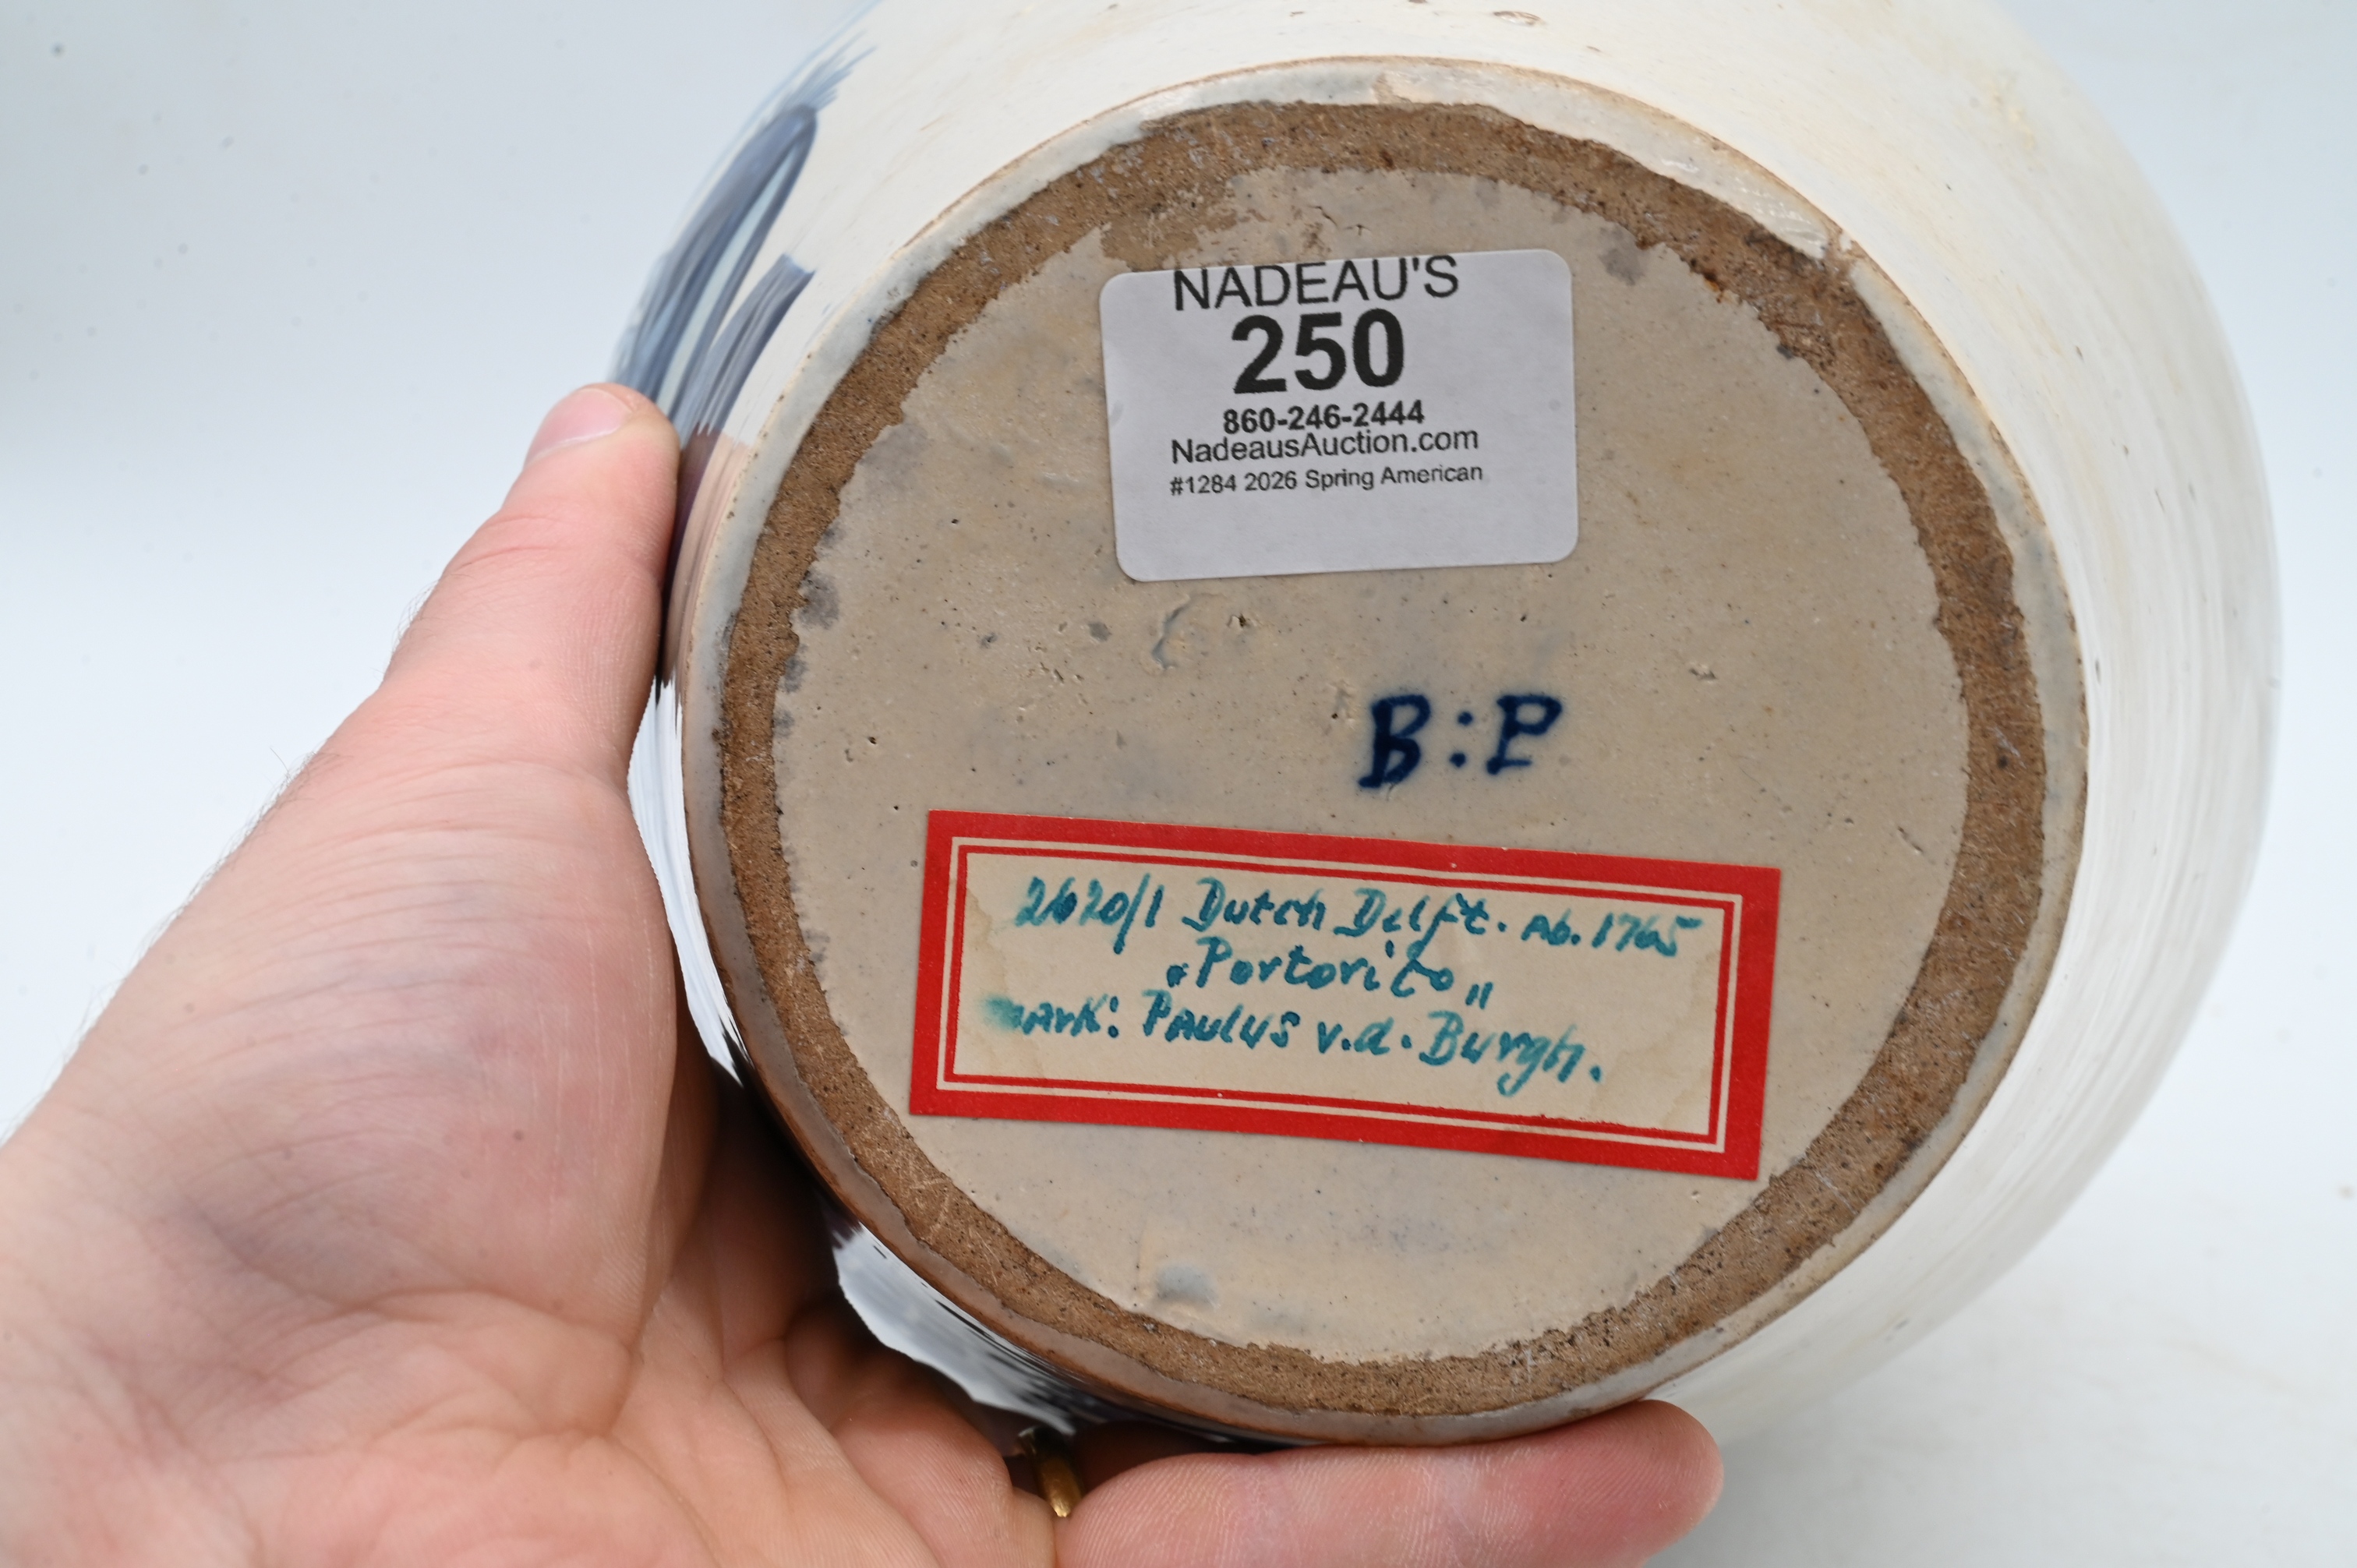 NADEAU'S
250
860-246-2444
NadeausAuction.com
#1284 2026 Spring American
B:P
2620/1 Dutch Delft. Ab. 1765
„Portorico"
mark: Paulus v.d. Burgh.